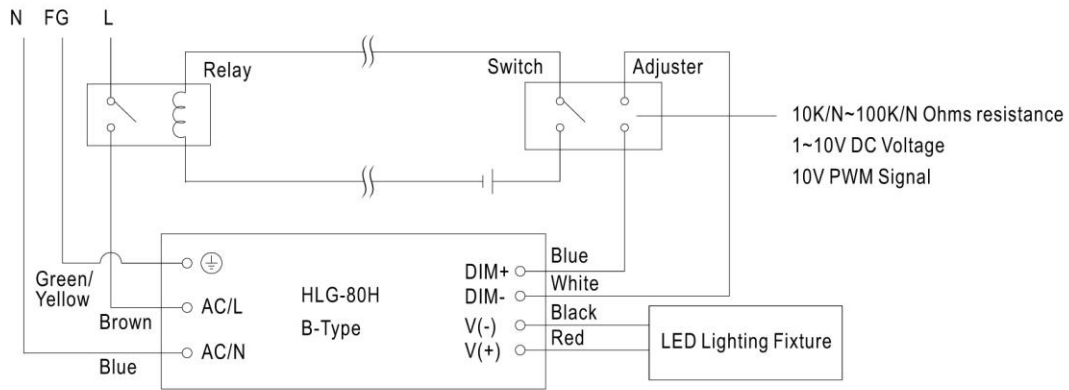 N FG L
Relay
Switch
Adjuster
10K/N~100K/N Ohms resistance
1~10V DC Voltage
10V PWM Signal
Green/
Yellow
Brown
Blue
AC/L
AC/N
HLG-80H
B-Type
DIM+
DIM-
V(-)
V(+)
Blue
White
Black
Red
LED Lighting Fixture